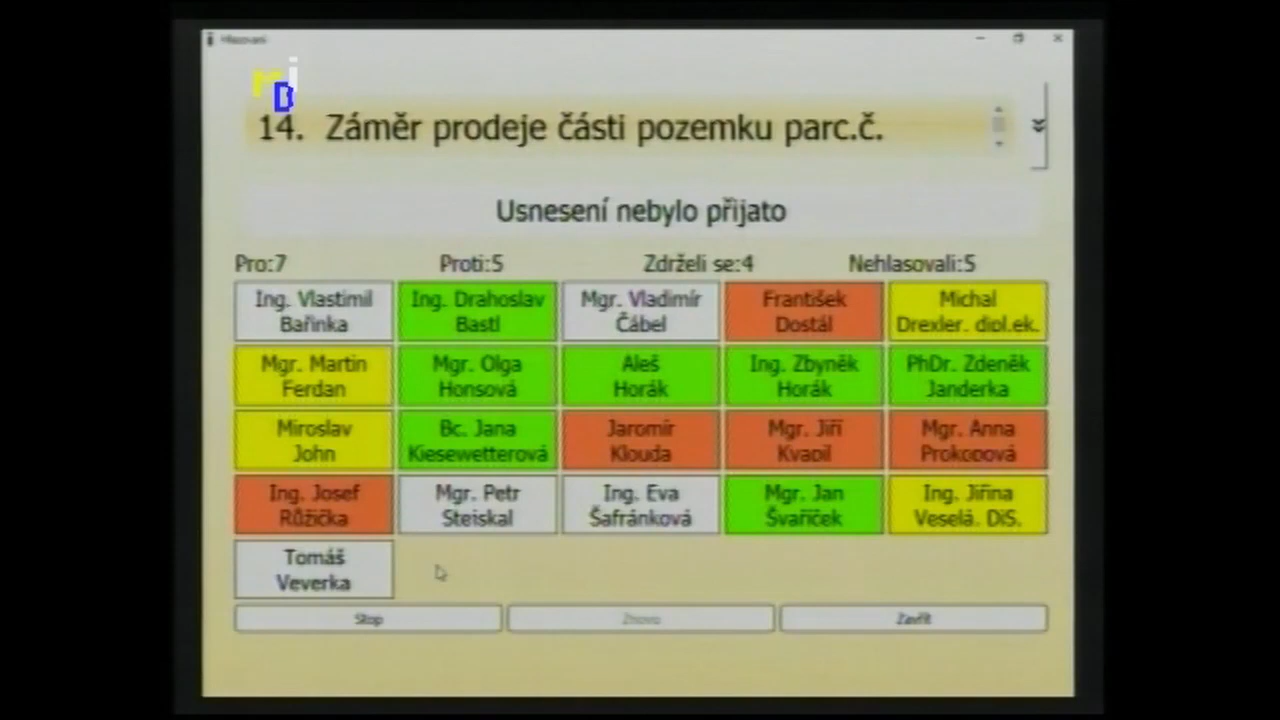 Hlasování
14. Záměr prodeje části pozemku parc.č.
Usnesení nebylo přijato
Pro:7 Proti:5 Zdrželi se:4 Nehlasovali:5
Ing. Vlastimil Bařinka
Ing. Drahoslav Bastl
Mgr. Vladimír Čábel
František Dostál
Michal Drexler. dipl.ek.
Mgr. Martin Ferdan
Mgr. Olga Honsová
Aleš Horák
Ing. Zbyněk Horák
PhDr. Zdeněk Janderka
Miroslav John
Bc. Jana Kiesewetterová
Jaromír Klouda
Mgr. Jiří Kvapil
Mgr. Anna Prokopová
Ing. Josef Růžička
Mgr. Petr Stejskal
Ing. Eva Šafránková
Mgr. Jan Švaříček
Ing. Jiřina Veselá. DiS.
Tomáš Veverka
Stop Znovu Zavřít